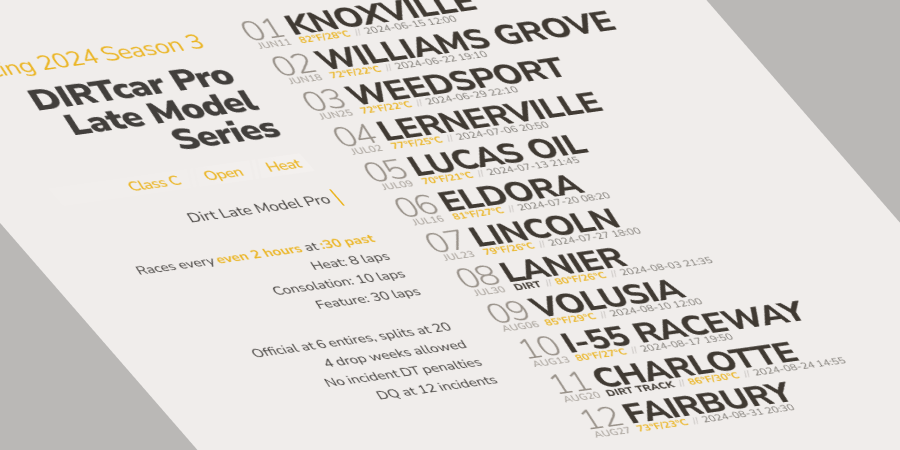 ing 2024 Season 3
DIRTcar Pro
Late Model
Series
Class C Open Heat
Dirt Late Model Pro
Races every even 2 hours at :30 past
Heat: 8 laps
Consolation: 10 laps
Feature: 30 laps
Official at 6 entires, splits at 20
4 drop weeks allowed
No incident DT penalties
DQ at 12 incidents
01 KNOXVILLE
JUN11 82°F/28°C // 2024-06-15 12:00
02 WILLIAMS GROVE
JUN18 72°F/22°C // 2024-06-22 19:10
03 WEEDSPORT
JUN25 72°F/22°C // 2024-06-29 22:10
04 LERNERVILLE
JUL02 77°F/25°C // 2024-07-06 20:50
05 LUCAS OIL
JUL09 70°F/21°C // 2024-07-13 21:45
06 ELDORA
JUL16 81°F/27°C // 2024-07-20 08:20
07 LINCOLN
JUL23 79°F/26°C // 2024-07-27 18:00
08 LANIER
JUL30 DIRT // 80°F/26°C // 2024-08-03 21:35
09 VOLUSIA
AUG06 85°F/29°C // 2024-08-10 12:00
10 I-55 RACEWAY
AUG13 80°F/27°C // 2024-08-17 19:50
11 CHARLOTTE
AUG20 DIRT TRACK // 86°F/30°C // 2024-08-24 14:55
12 FAIRBURY
AUG27 73°F/23°C // 2024-08-31 20:30